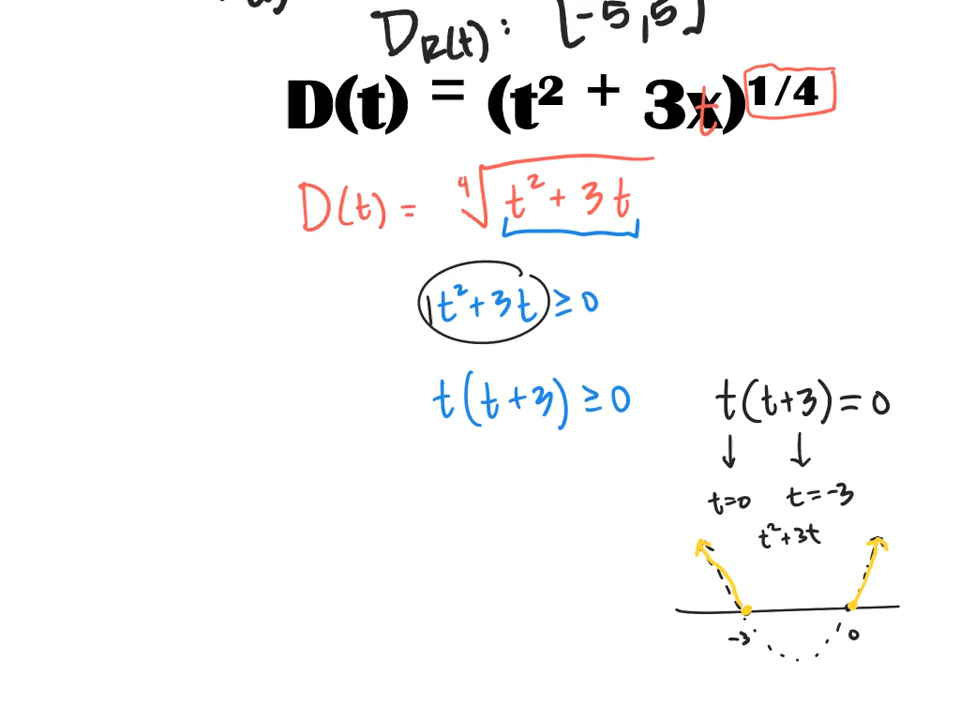 D_R(t) : [-5,5]
D(t) = (t² + 3t)^1/4
D(t) = ∜(t² + 3t)
t² + 3t ≥ 0
t(t+3) ≥ 0
t(t+3) = 0
↓ ↓
t=0 t=-3
t²+3t
-3 0